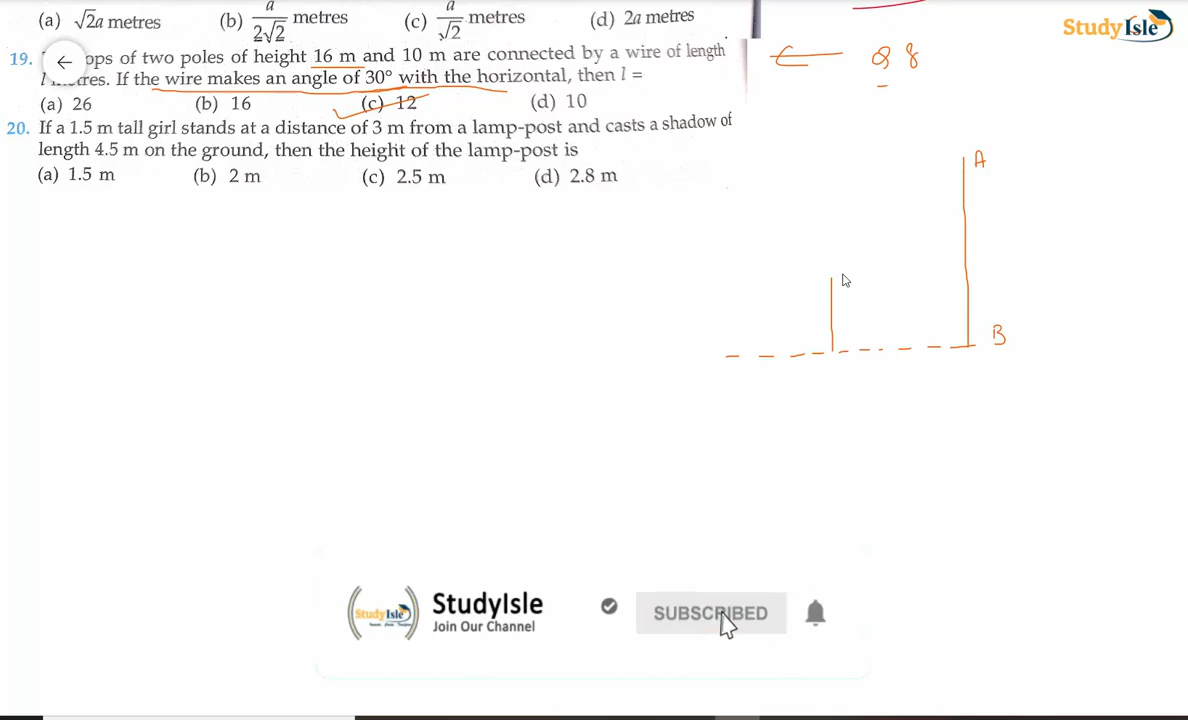 (a) √2a metres (b) a/2√2 metres (c) a/√2 metres (d) 2a metres
StudyIsle
19. ops of two poles of height 16 m and 10 m are connected by a wire of length
l metres. If the wire makes an angle of 30° with the horizontal, then l =
(a) 26 (b) 16 (c) 12 (d) 10
20. If a 1.5 m tall girl stands at a distance of 3 m from a lamp-post and casts a shadow of
length 4.5 m on the ground, then the height of the lamp-post is
(a) 1.5 m (b) 2 m (c) 2.5 m (d) 2.8 m
A
B
StudyIsle
StudyIsle
Join Our Channel
SUBSCRIBED